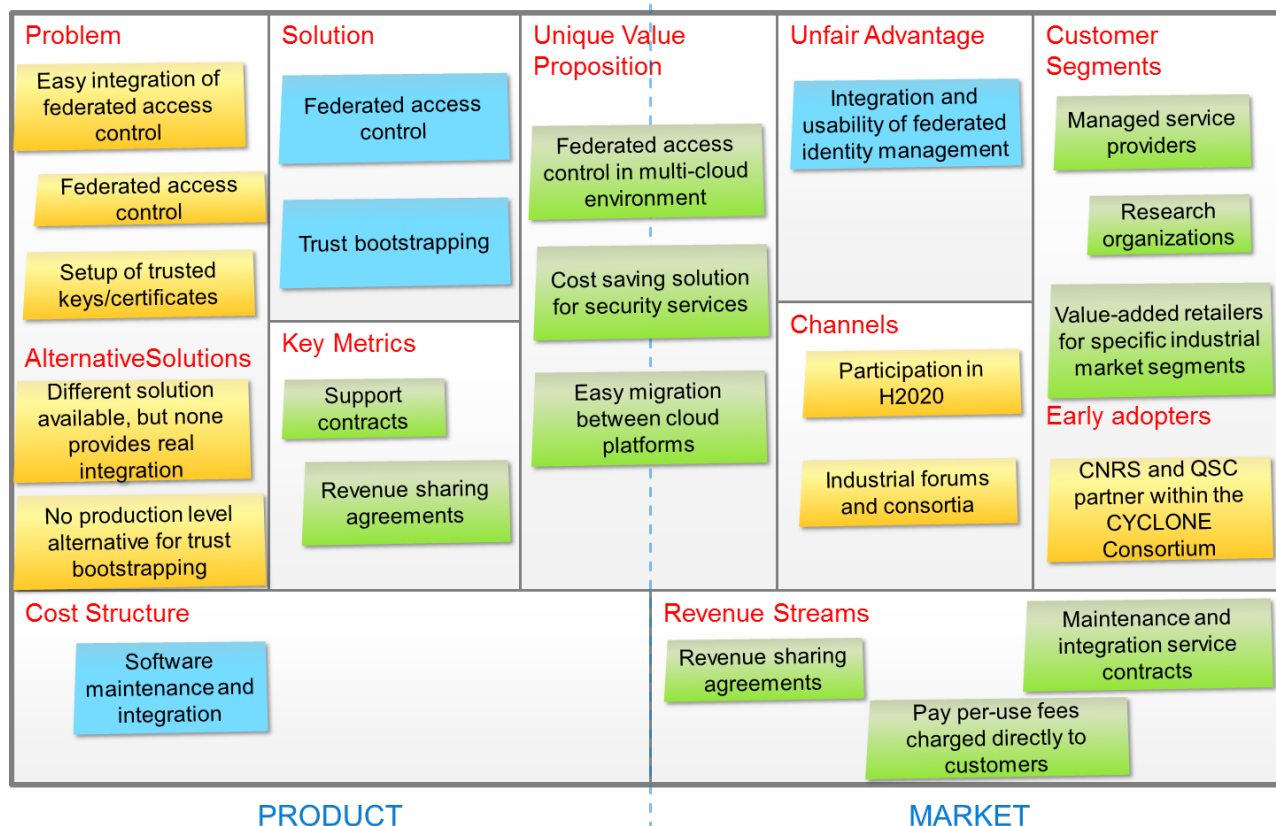 Problem
Easy integration of
federated access
control
Federated access
control
Setup of trusted
keys/certificates
AlternativeSolutions
Different solution
available, but none
provides real
integration
No production level
alternative for trust
bootstrapping
Solution
Federated access
control
Trust bootstrapping
Key Metrics
Support
contracts
Revenue sharing
agreements
Unique Value
Proposition
Federated access
control in multi-cloud
environment
Cost saving solution
for security services
Easy migration
between cloud
platforms
Unfair Advantage
Integration and
usability of federated
identity management
Channels
Participation in
H2020
Industrial forums
and consortia
Customer
Segments
Managed service
providers
Research
organizations
Value-added retailers
for specific industrial
market segments
Early adopters
CNRS and QSC
partner within the
CYCLONE
Consortium
Cost Structure
Software
maintenance and
integration
Revenue Streams
Revenue sharing
agreements
Pay per-use fees
charged directly to
customers
Maintenance and
integration service
contracts
PRODUCT
MARKET